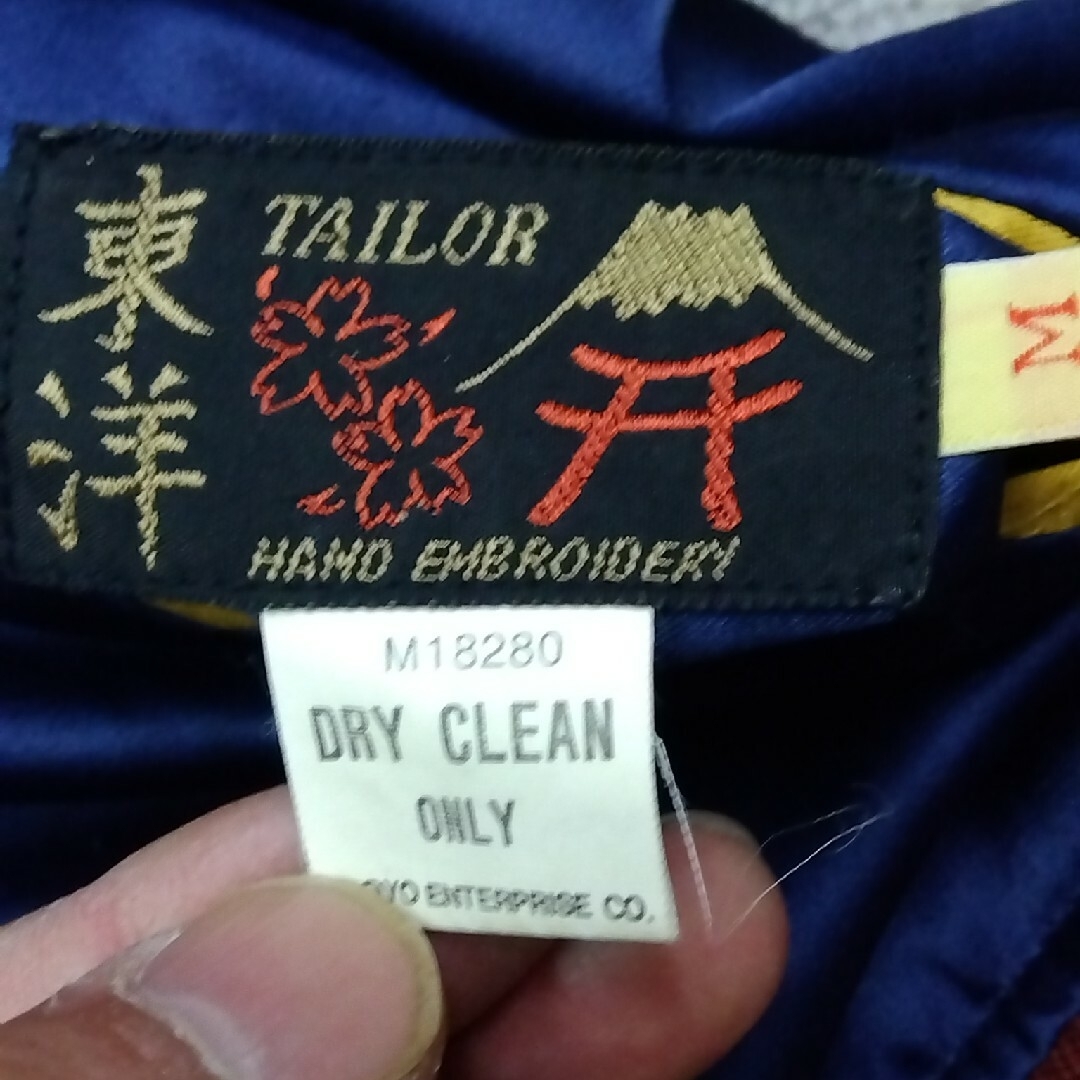 東洋
TAILOR
HAND EMBROIDERY
M
M18280
DRY CLEAN
ONLY
ENTERPRISE CO.